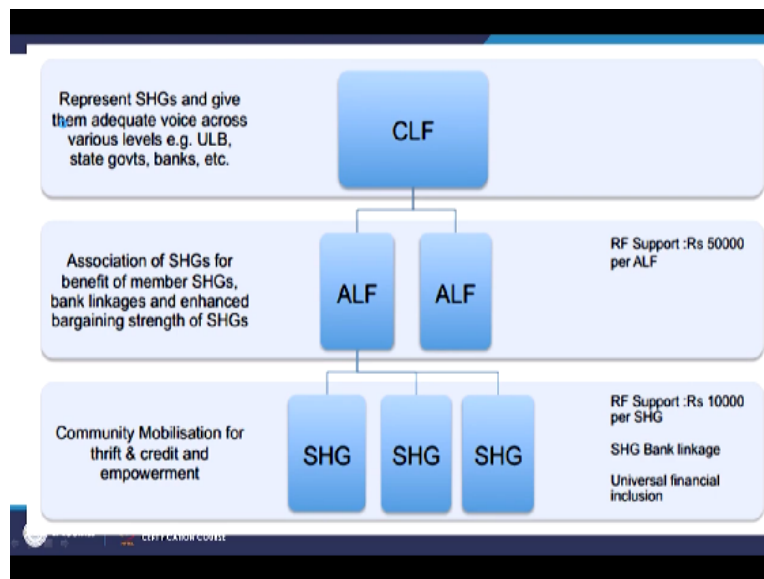 Represent SHGs and give
them adequate voice across
various levels e.g. ULB,
state govts, banks, etc.
CLF
Association of SHGs for
benefit of member SHGs,
bank linkages and enhanced
bargaining strength of SHGs
ALF
ALF
RF Support :Rs 50000
per ALF
Community Mobilisation for
thrift & credit and
empowerment
SHG
SHG
SHG
RF Support :Rs 10000
per SHG
SHG Bank linkage
Universal financial
inclusion
CERTIFICATION COURSE